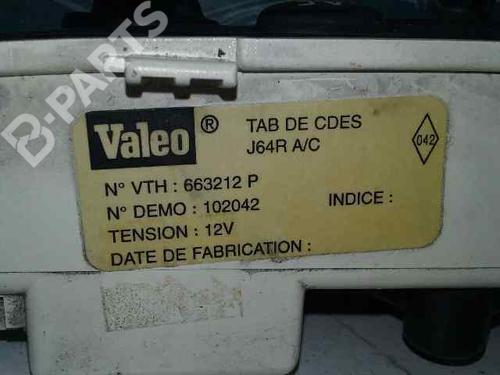 B-PARTS
Valeo ® TAB DE CDES
J64R A/C
042
N° VTH : 663212 P
N° DEMO : 102042 INDICE :
TENSION : 12V
DATE DE FABRICATION :